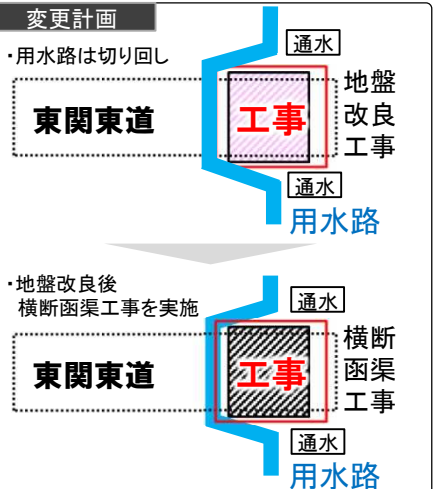 変更計画
・用水路は切り回し
通水
東関東道
工事
地盤
改良
工事
通水
用水路
・地盤改良後
横断函渠工事を実施
通水
東関東道
工事
横断
函渠
工事
通水
用水路